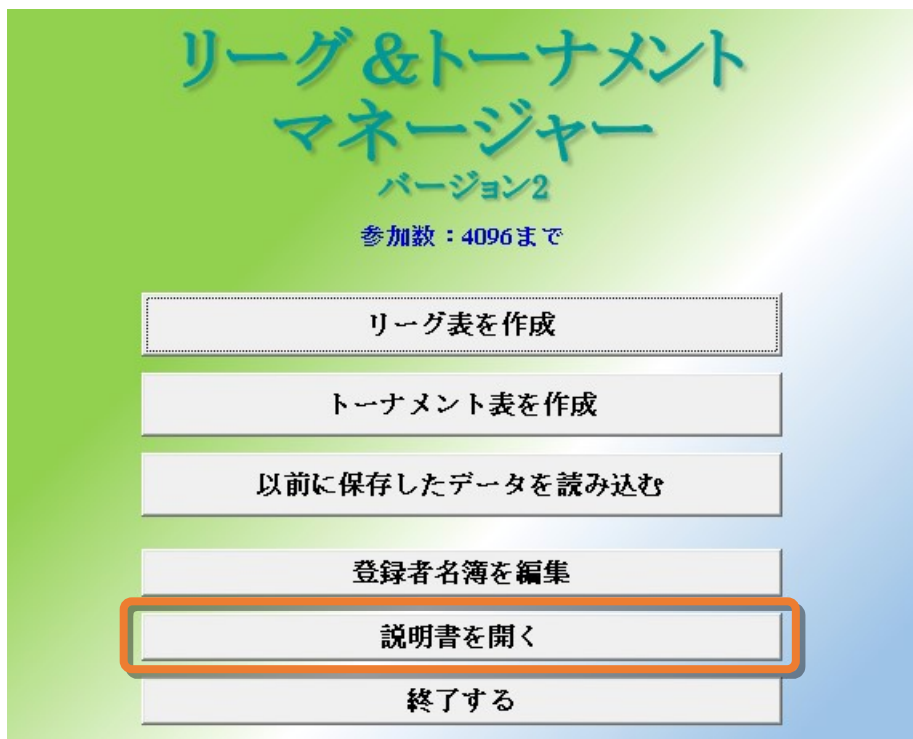 リーグ&トーナメント
マネージャー
バージョン2
参加数：4096まで
リーグ表を作成
トーナメント表を作成
以前に保存したデータを読み込む
登録者名簿を編集
説明書を開く
終了する